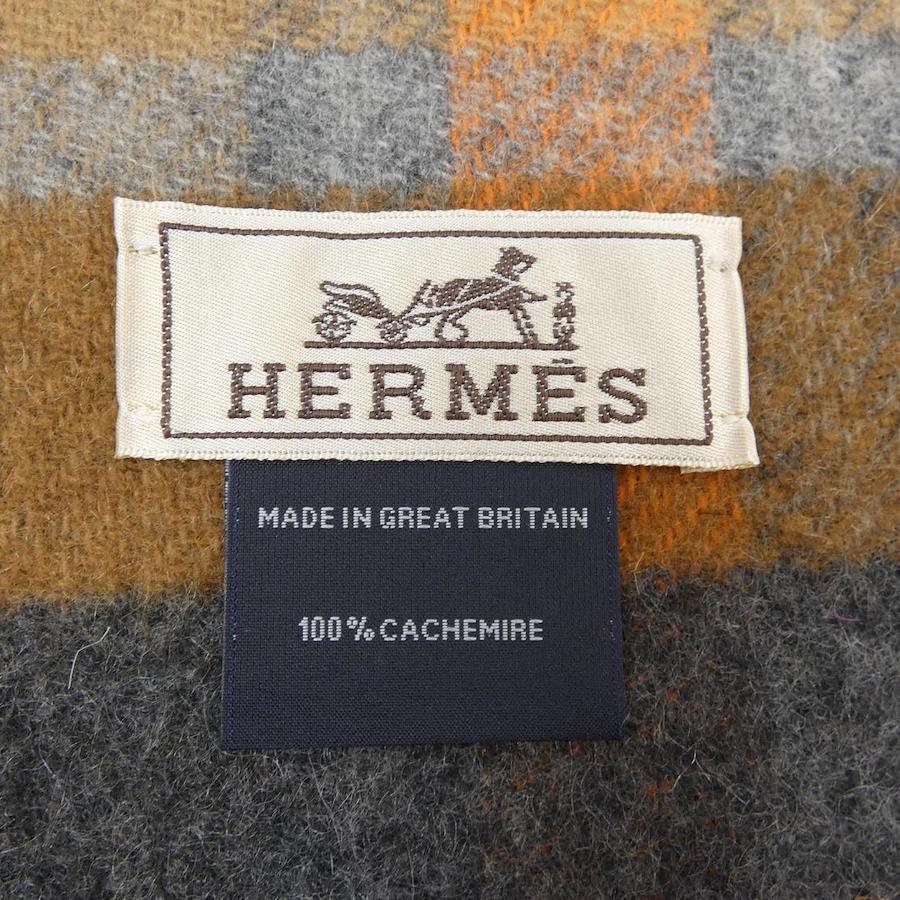 HERMÈS
MADE IN GREAT BRITAIN
100% CACHEMIRE